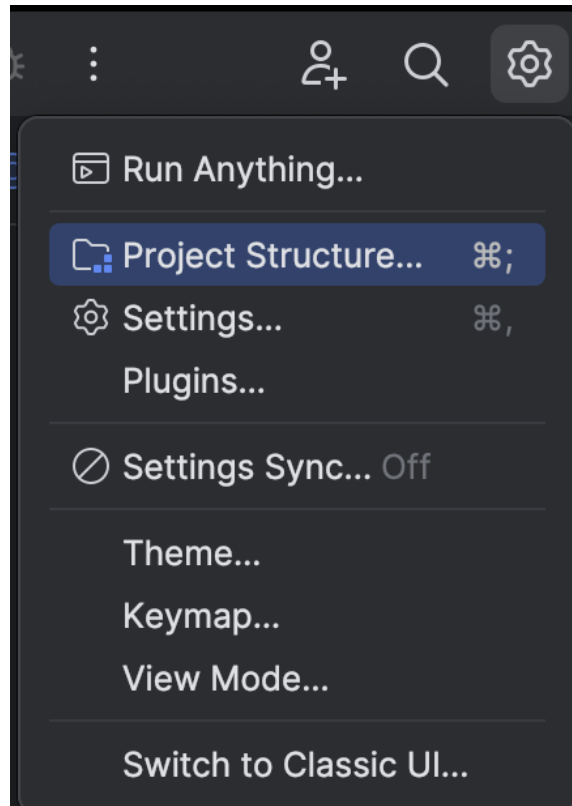 Run Anything...
Project Structure... ⌘;
Settings... ⌘,
Plugins...
Settings Sync... Off
Theme...
Keymap...
View Mode...
Switch to Classic UI...